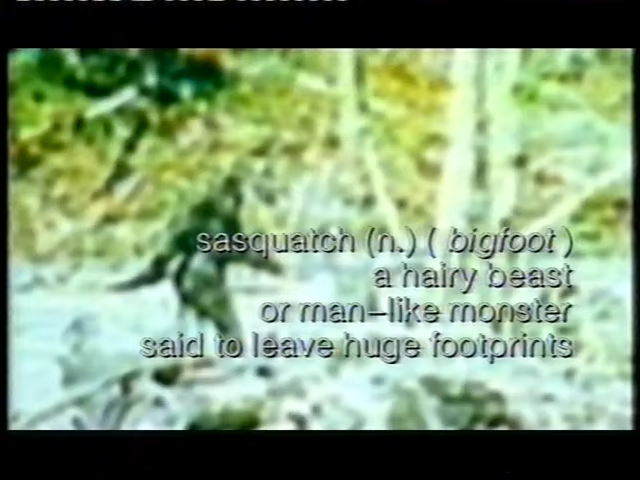 sasquatch (n.) ( bigfoot )
a hairy beast
or man-like monster
said to leave huge footprints